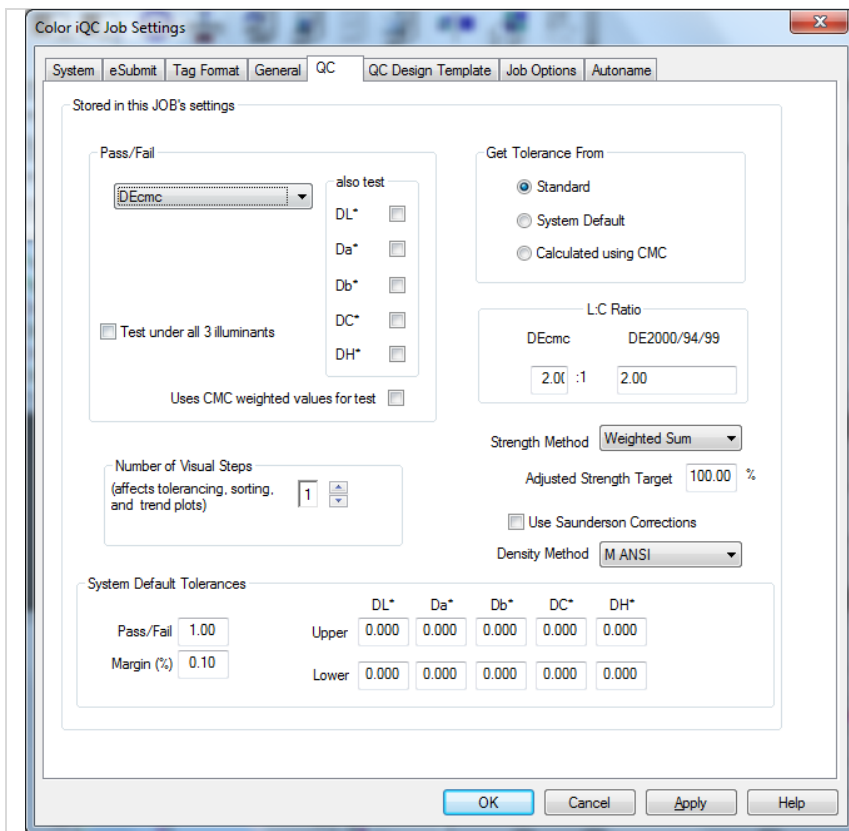 Color iQC Job Settings
System eSubmit Tag Format General QC QC Design Template Job Options Autoname
Stored in this JOB's settings
Pass/Fail
DEcmc
also test
DL*
Da*
Db*
DC*
DH*
Test under all 3 illuminants
Uses CMC weighted values for test
Get Tolerance From
Standard
System Default
Calculated using CMC
L:C Ratio
DEcmc DE2000/94/99
2.00 :1 2.00
Strength Method Weighted Sum
Adjusted Strength Target 100.00 %
Use Saunderson Corrections
Density Method M ANSI
Number of Visual Steps
(affects tolerancing, sorting,
and trend plots)
1
System Default Tolerances
DL* Da* Db* DC* DH*
Pass/Fail 1.00
Upper 0.000 0.000 0.000 0.000 0.000
Margin (%) 0.10
Lower 0.000 0.000 0.000 0.000 0.000
OK Cancel Apply Help